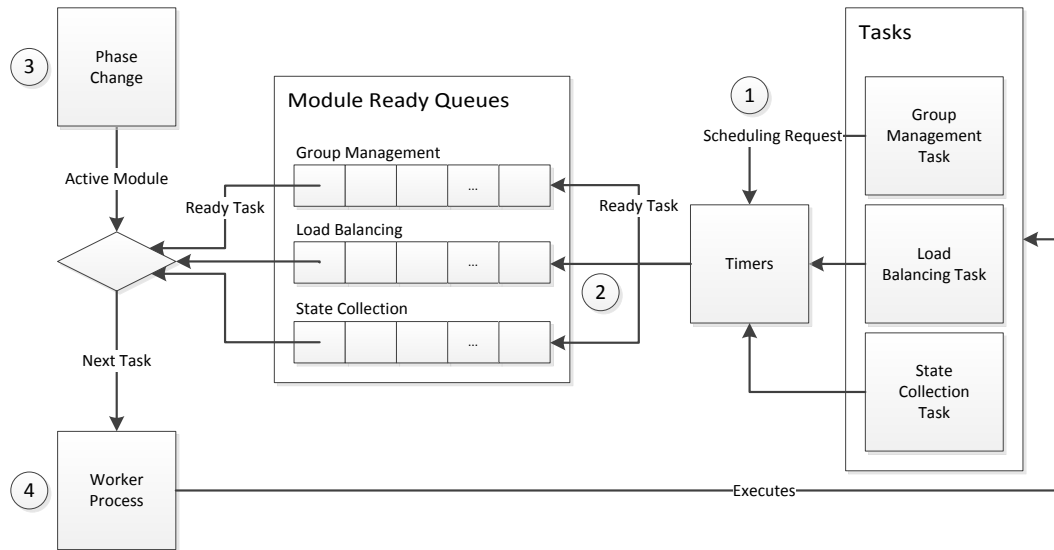 3
Phase
Change
Active Module
Next Task
4
Worker
Process
Module Ready Queues
Group Management
...
Ready Task
Load Balancing
...
State Collection
...
Ready Task
2
1
Scheduling Request
Timers
Tasks
Group
Management
Task
Load
Balancing Task
State
Collection
Task
Executes